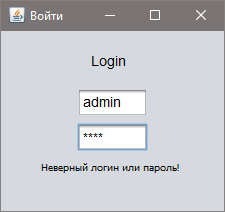 Войти
Login
admin
****
Неверный логин или пароль!